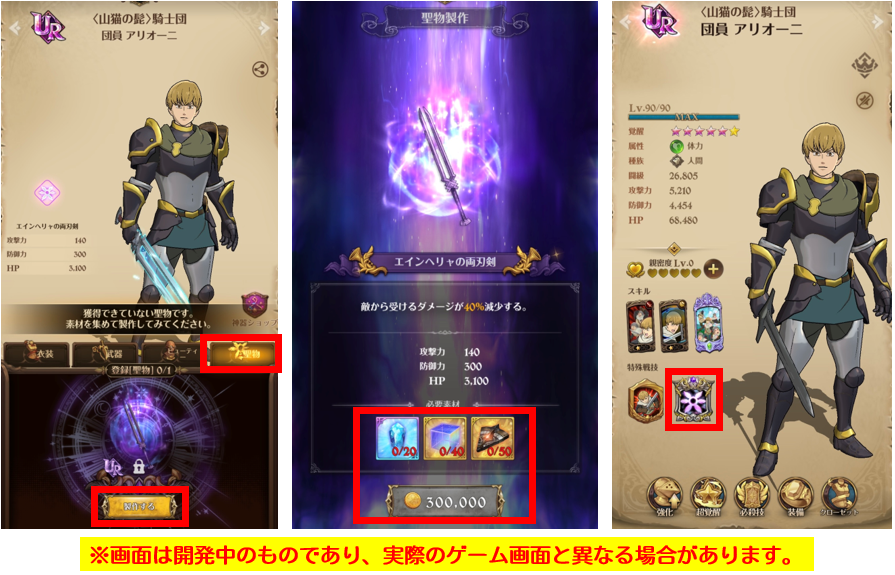 UR
〈山猫の髭〉騎士団
団員 アリオーニ
エインヘリャの両刃剣
攻撃力 140
防御力 300
HP 3,100
獲得できていない聖物です。
素材を集めて製作してみてください。
神器ショップ
衣装
武器
聖物
登録[聖物] 0/1
UR
製作する
聖物製作
エインヘリャの両刃剣
敵から受けるダメージが40%減少する。
攻撃力 140
防御力 300
HP 3,100
必要素材
0/20 0/40 0/50
300.000
UR
〈山猫の髭〉騎士団
団員 アリオーニ
Lv.90/90
MAX
覚醒
属性 体力
種族 人間
闘級 26,805
攻撃力 5,210
防御力 4,454
HP 68,480
親密度 Lv.0
スキル
特殊戦技
強化 超覚醒 必殺技 装備 クローゼット
※画面は開発中のものであり、実際のゲーム画面と異なる場合があります。